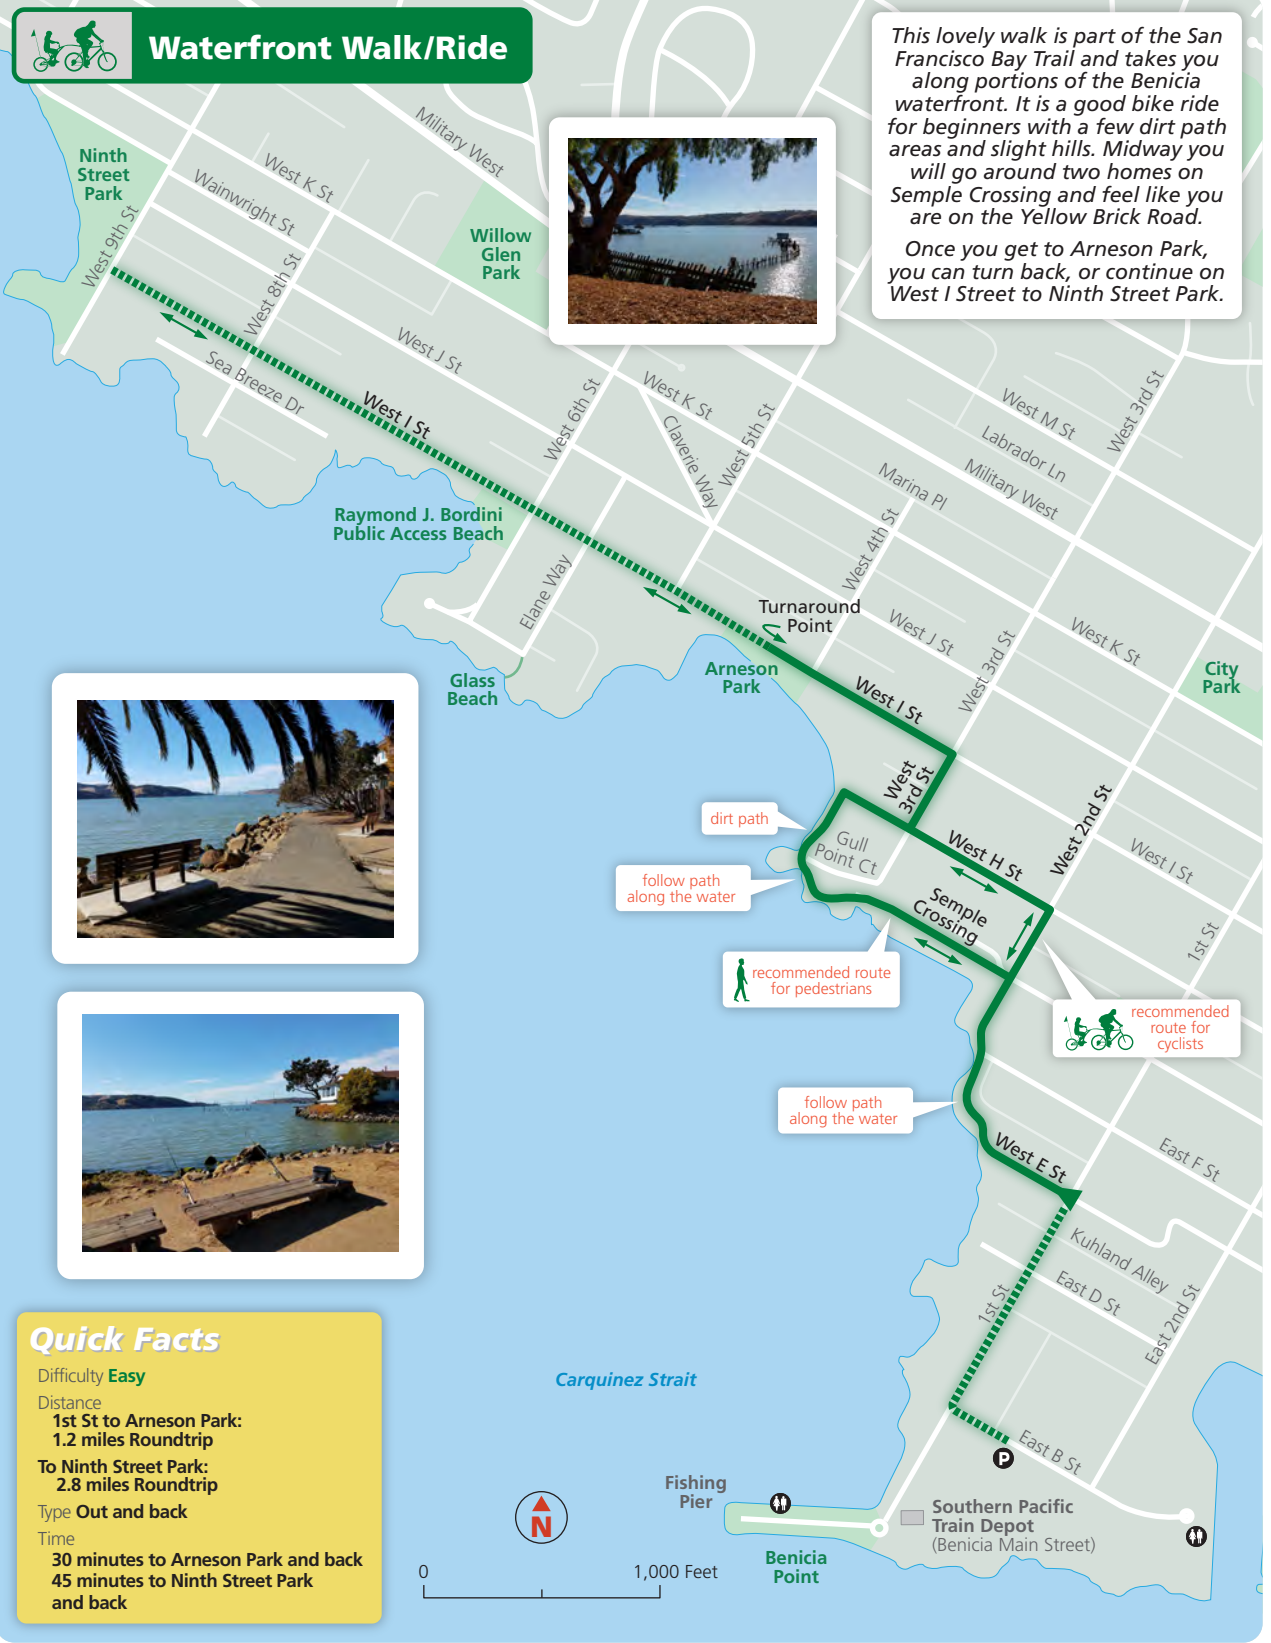 Waterfront Walk/Ride
This lovely walk is part of the San
Francisco Bay Trail and takes you
along portions of the Benicia
waterfront. It is a good bike ride
for beginners with a few dirt path
areas and slight hills. Midway you
will go around two homes on
Semple Crossing and feel like you
are on the Yellow Brick Road.
Once you get to Arneson Park,
you can turn back, or continue on
West I Street to Ninth Street Park.
Military West
Ninth
Street
Park
West K St
Wainwright St
West 9th St
West 8th St
Willow
Glen
Park
West J St
Sea Breeze Dr
West I St
West 6th St
West K St
Claverie Way
West 5th St
West M St
West 3rd St
Labrador Ln
Military West
Marina Pl
West 4th St
Raymond J. Bordini
Public Access Beach
Elane Way
Turnaround
Point
West J St
West K St
West 3rd St
Glass
Beach
Arneson
Park
City
Park
West I St
West
3rd St
dirt path
Gull
Point Ct
West H St
West 2nd St
West I St
follow path
along the water
Semple
Crossing
1st St
recommended route
for pedestrians
recommended
route for
cyclists
follow path
along the water
West E St
East F St
Kuhland Alley
East D St
1st St
East 2nd St
Carquinez Strait
East B St
P
Fishing
Pier
Southern Pacific
Train Depot
(Benicia Main Street)
Benicia
Point
N
0 1,000 Feet
Quick Facts
Difficulty Easy
Distance
1st St to Arneson Park:
1.2 miles Roundtrip
To Ninth Street Park:
2.8 miles Roundtrip
Type Out and back
Time
30 minutes to Arneson Park and back
45 minutes to Ninth Street Park
and back